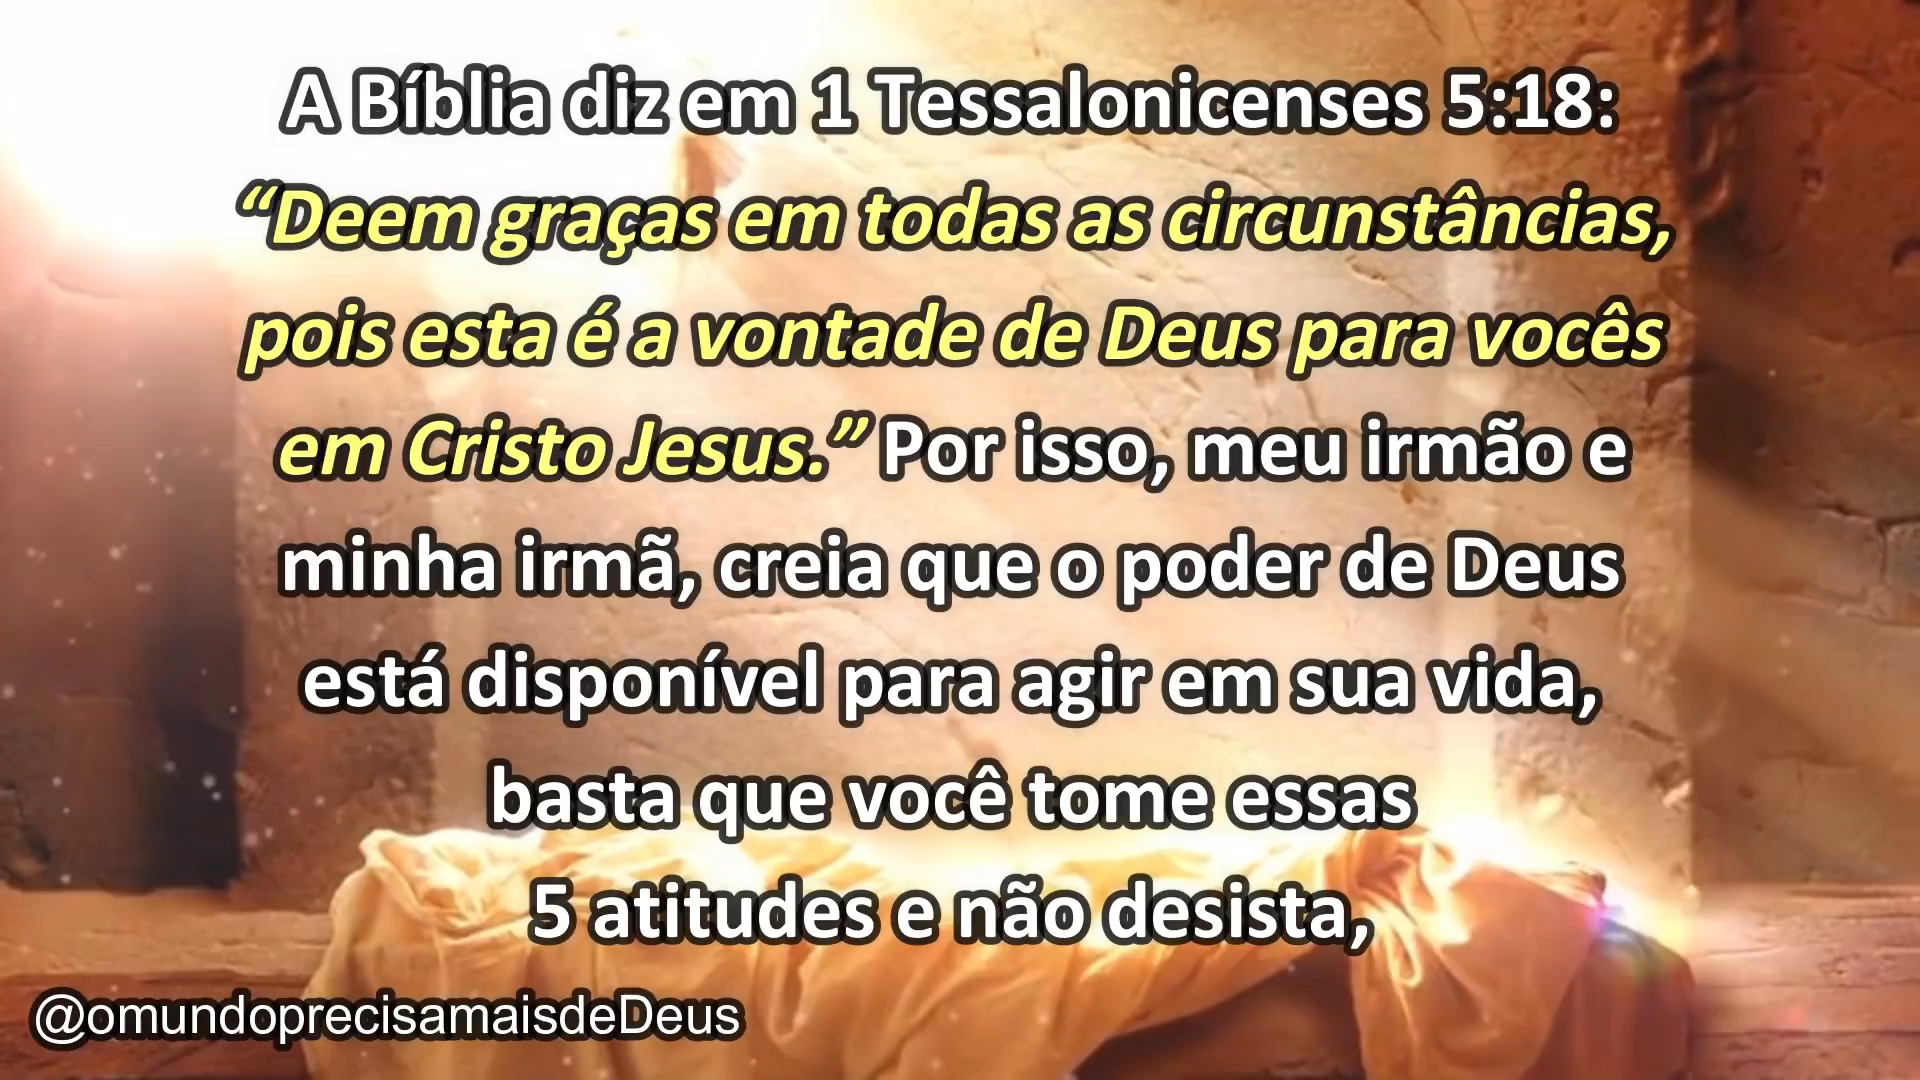 A Bíblia diz em 1 Tessalonicenses 5:18:
“Deem graças em todas as circunstâncias,
pois esta é a vontade de Deus para vocês
em Cristo Jesus.” Por isso, meu irmão e
minha irmã, creia que o poder de Deus
está disponível para agir em sua vida,
basta que você tome essas
5 atitudes e não desista,
@omundoprecisamaisdeDeus